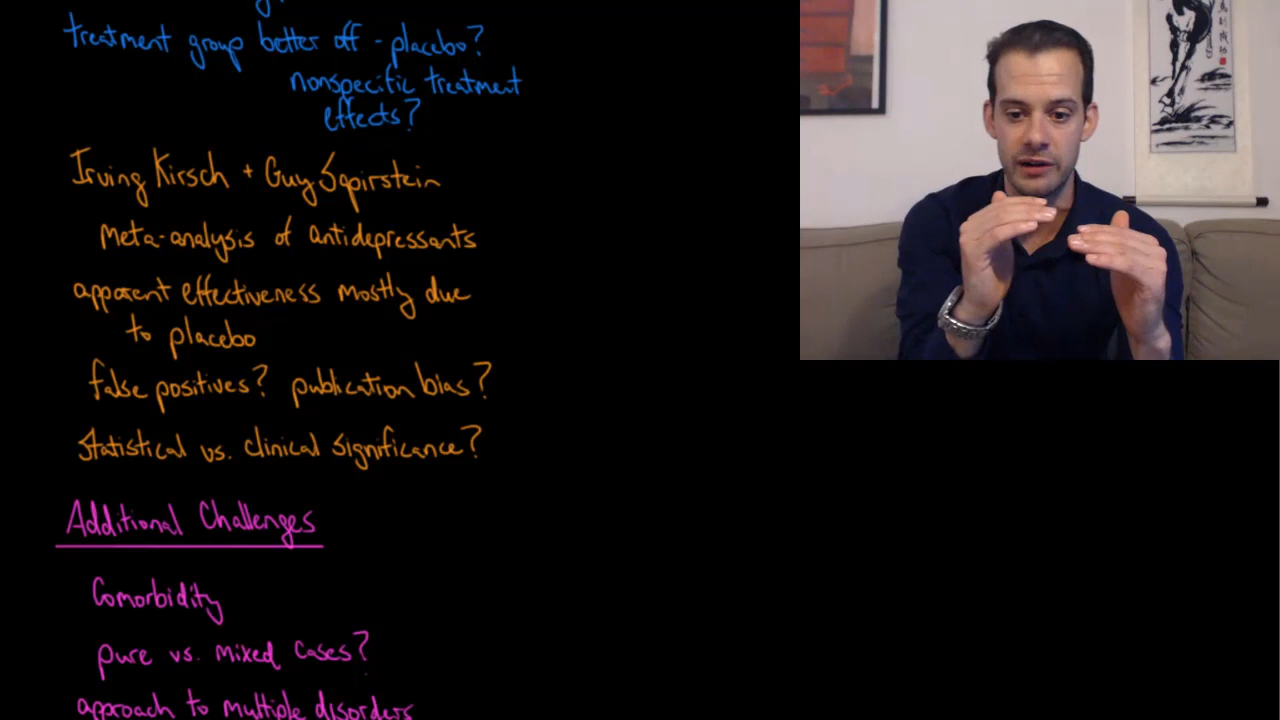 treatment group better off - placebo?
nonspecific treatment
effects?
Irving Kirsch + Guy Sapirstein
meta-analysis of antidepressants
apparent effectiveness mostly due
to placebo
false positives? publication bias?
statistical vs. clinical significance?
Additional Challenges
Comorbidity
pure vs. mixed cases?
approach to multiple disorders